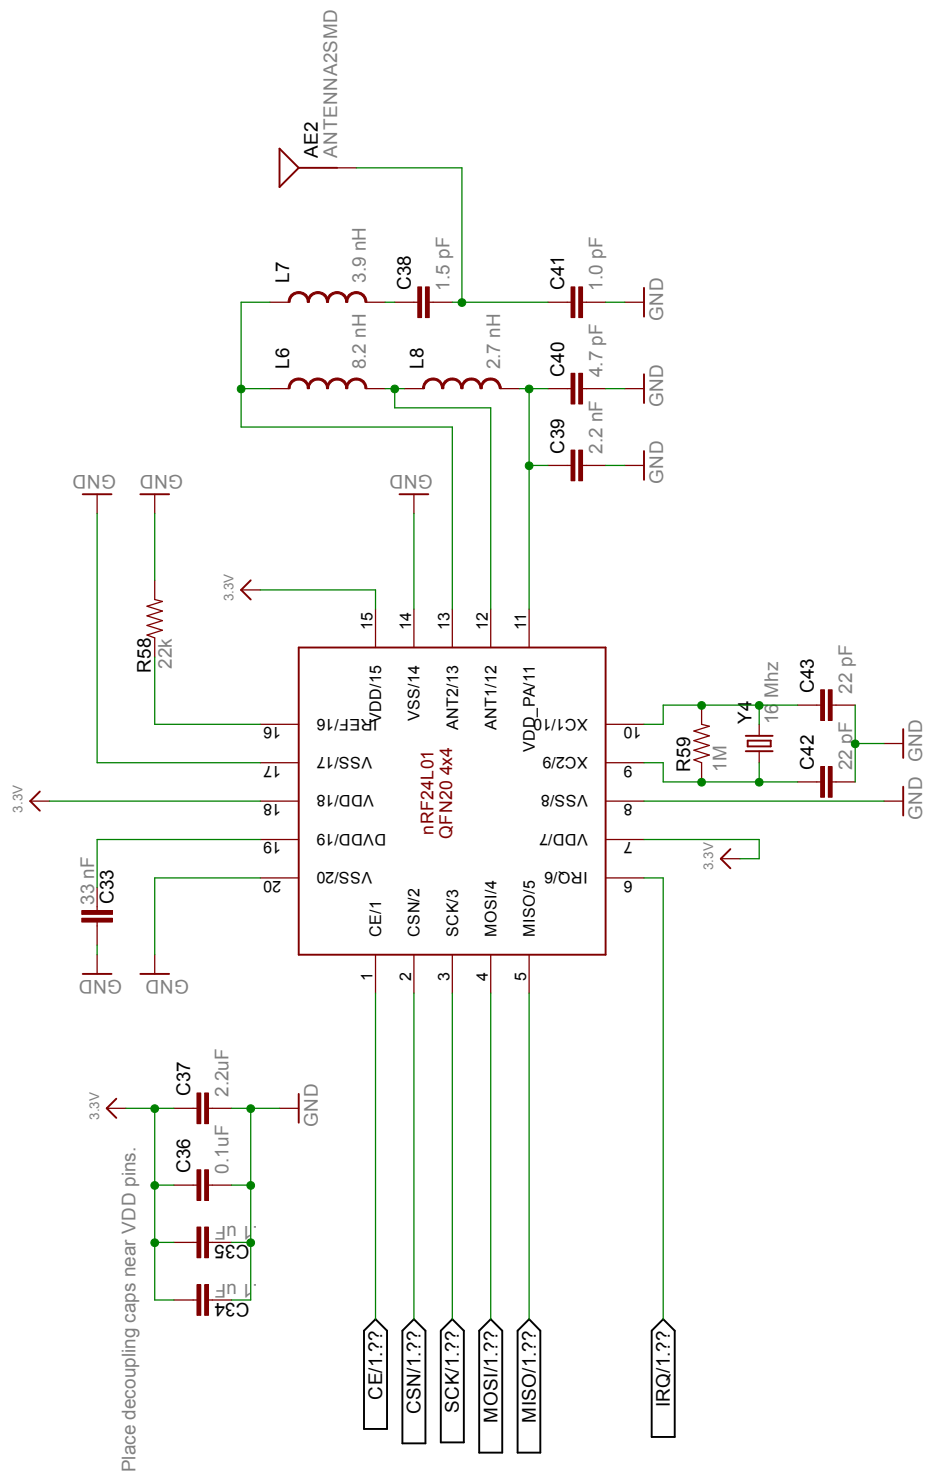 AE2
ANTENNA2SMD
L7
3.9 nH
C38
1.5 pF
C41
1.0 pF
GND
L6
8.2 nH
L8
2.7 nH
C40
4.7 pF
GND
C39
2.2 nF
GND
GND
GND
R58
22k
3.3V
GND
15
14
13
12
11
VDD/15
VSS/14
ANT2/13
ANT1/12
VDD_PA/11
16
17
18
19
20
IREF/16
VSS/17
VDD/18
DVDD/19
VSS/20
nRF24L01
QFN20 4x4
XC1/10
XC2/9
VSS/8
VDD/7
IRQ/6
10
9
8
7
6
R59
1M
Y4
16 Mhz
C43
22 pF
C42
22 pF
GND
GND
3.3V
3.3V
33 nF
C33
GND
GND
CE/1
CSN/2
SCK/3
MOSI/4
MISO/5
1
2
3
4
5
Place decoupling caps near VDD pins.
3.3V
C37
2.2uF
C36
0.1uF
C35
.1 uF
C34
.1 uF
GND
CE/1.??
CSN/1.??
SCK/1.??
MOSI/1.??
MISO/1.??
IRQ/1.??